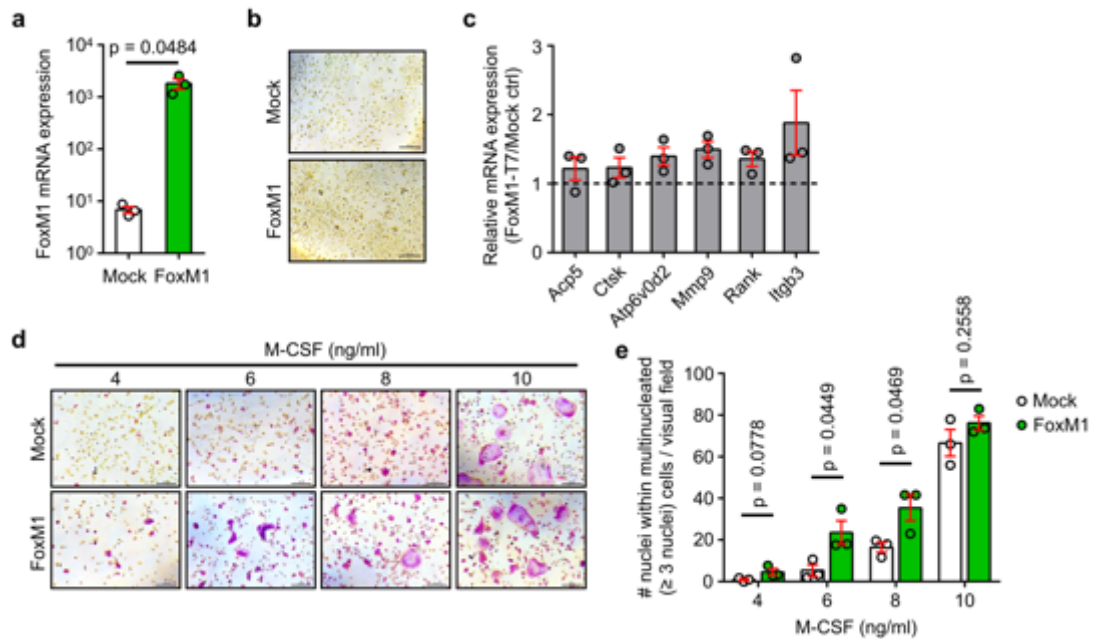 a
FoxM1 mRNA expression
10⁴
10³
10²
10¹
10⁰
p = 0.0484
Mock
FoxM1
b
Mock
FoxM1
c
Relative mRNA expression
(FoxM1-T7/Mock ctrl)
3
2
1
0
Acp5
Ctsk
Atp6v0d2
Mmp9
Rank
Itgb3
d
M-CSF (ng/ml)
4
6
8
10
Mock
FoxM1
e
# nuclei within multinucleated
(≥ 3 nuclei) cells / visual field
100
80
60
40
20
0
p = 0.0778
p = 0.0449
p = 0.0469
p = 0.2558
Mock
FoxM1
4
6
8
10
M-CSF (ng/ml)